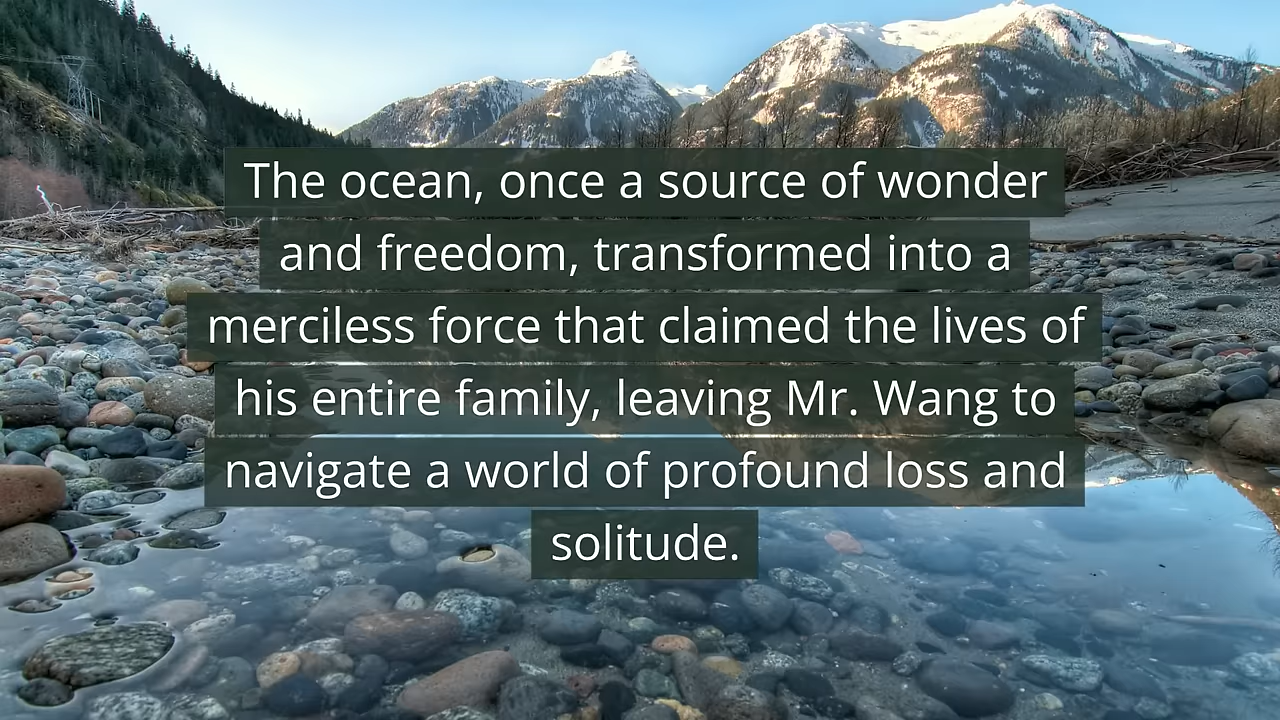 The ocean, once a source of wonder
and freedom, transformed into a
merciless force that claimed the lives of
his entire family, leaving Mr. Wang to
navigate a world of profound loss and
solitude.